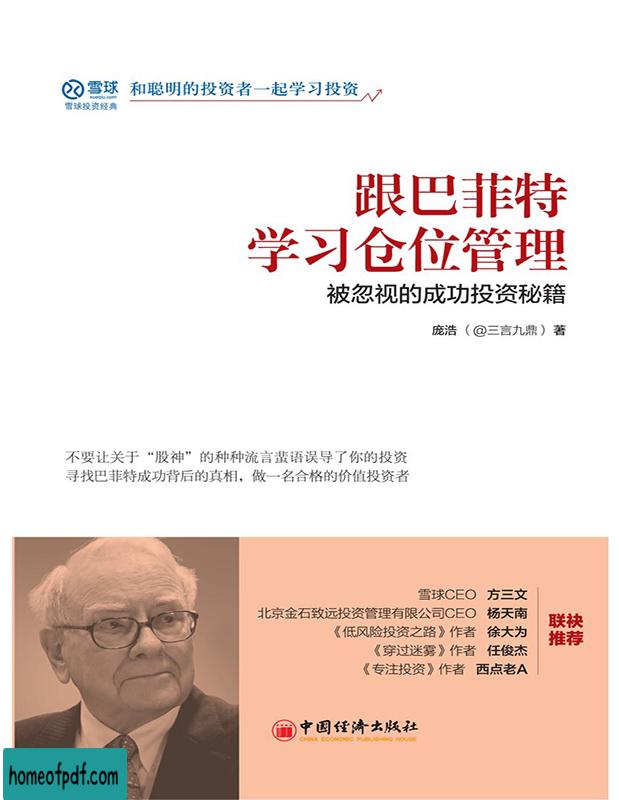 雪球
xueqiu.com
雪球投资经典
和聪明的投资者一起学习投资
跟巴菲特
学习仓位管理
被忽视的成功投资秘籍
庞浩（@三言九鼎）著
不要让关于“股神”的种种流言蜚语误导了你的投资
寻找巴菲特成功背后的真相，做一名合格的价值投资者
雪球CEO 方三文
北京金石致远投资管理有限公司CEO 杨天南
《低风险投资之路》作者 徐大为
《穿过迷雾》作者 任俊杰
《专注投资》作者 西点老A
联袂
推荐
中国经济出版社
CHINA ECONOMIC PUBLISHING HOUSE
homeofpdf.com